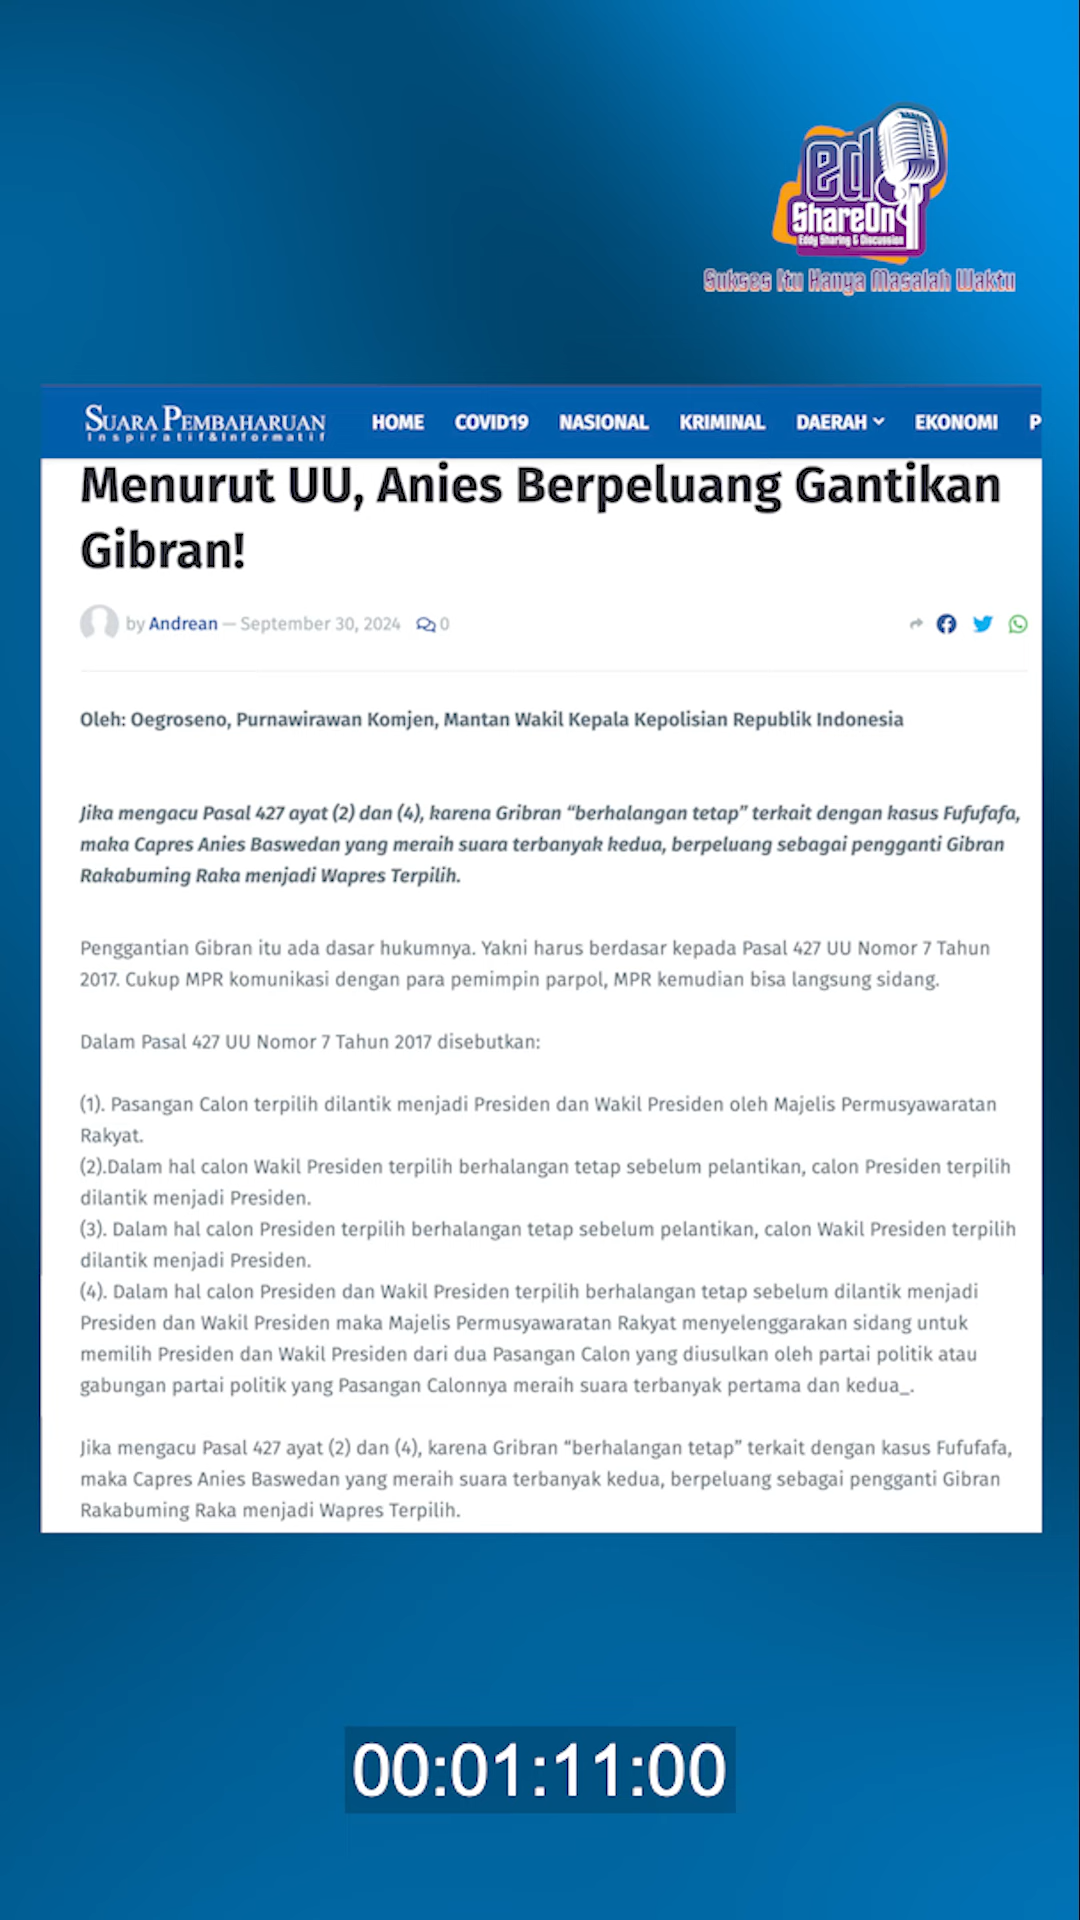 ed
ShareOn
Eddy Sharing & Discussion
Sukses Itu Hanya Masalah Waktu
SUARA PEMBAHARUAN
Inspiratif&Informatif
HOME COVID19 NASIONAL KRIMINAL DAERAH EKONOMI P
Menurut UU, Anies Berpeluang Gantikan
Gibran!
by Andrean — September 30, 2024 0
Oleh: Oegroseno, Purnawirawan Komjen, Mantan Wakil Kepala Kepolisian Republik Indonesia
Jika mengacu Pasal 427 ayat (2) dan (4), karena Gribran “berhalangan tetap” terkait dengan kasus Fufufafa,
maka Capres Anies Baswedan yang meraih suara terbanyak kedua, berpeluang sebagai pengganti Gibran
Rakabuming Raka menjadi Wapres Terpilih.
Penggantian Gibran itu ada dasar hukumnya. Yakni harus berdasar kepada Pasal 427 UU Nomor 7 Tahun
2017. Cukup MPR komunikasi dengan para pemimpin parpol, MPR kemudian bisa langsung sidang.
Dalam Pasal 427 UU Nomor 7 Tahun 2017 disebutkan:
(1). Pasangan Calon terpilih dilantik menjadi Presiden dan Wakil Presiden oleh Majelis Permusyawaratan
Rakyat.
(2).Dalam hal calon Wakil Presiden terpilih berhalangan tetap sebelum pelantikan, calon Presiden terpilih
dilantik menjadi Presiden.
(3). Dalam hal calon Presiden terpilih berhalangan tetap sebelum pelantikan, calon Wakil Presiden terpilih
dilantik menjadi Presiden.
(4). Dalam hal calon Presiden dan Wakil Presiden terpilih berhalangan tetap sebelum dilantik menjadi
Presiden dan Wakil Presiden maka Majelis Permusyawaratan Rakyat menyelenggarakan sidang untuk
memilih Presiden dan Wakil Presiden dari dua Pasangan Calon yang diusulkan oleh partai politik atau
gabungan partai politik yang Pasangan Calonnya meraih suara terbanyak pertama dan kedua_.
Jika mengacu Pasal 427 ayat (2) dan (4), karena Gribran “berhalangan tetap” terkait dengan kasus Fufufafa,
maka Capres Anies Baswedan yang meraih suara terbanyak kedua, berpeluang sebagai pengganti Gibran
Rakabuming Raka menjadi Wapres Terpilih.
00:01:11:00